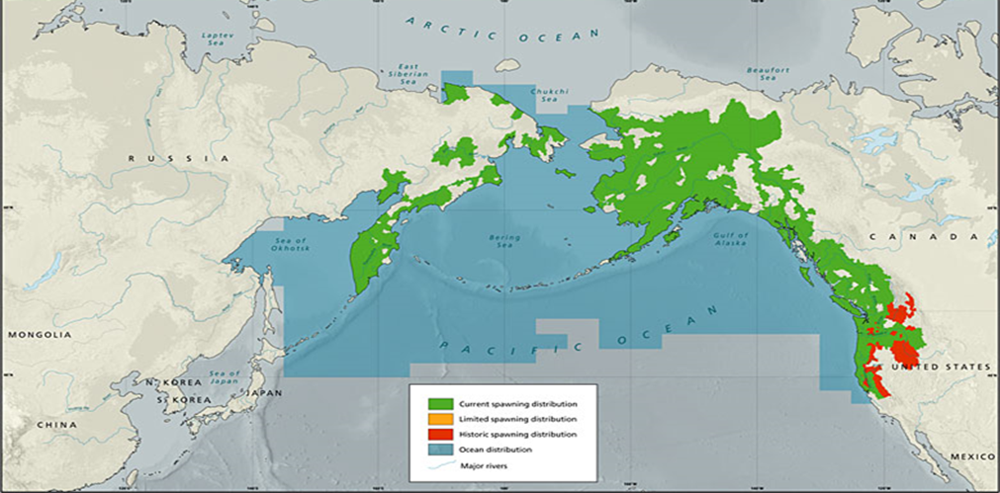 ARCTIC OCEAN
Laptev
Sea
East
Siberian
Sea
Chukchi
Sea
Beaufort
Sea
RUSSIA
CANADA
Sea of
Okhotsk
Bering
Sea
Gulf of
Alaska
MONGOLIA
PACIFIC OCEAN
UNITED STATES
N. KOREA
Sea of
Japan
S. KOREA
JAPAN
CHINA
MEXICO
Current spawning distribution
Limited spawning distribution
Historic spawning distribution
Ocean distribution
Major rivers